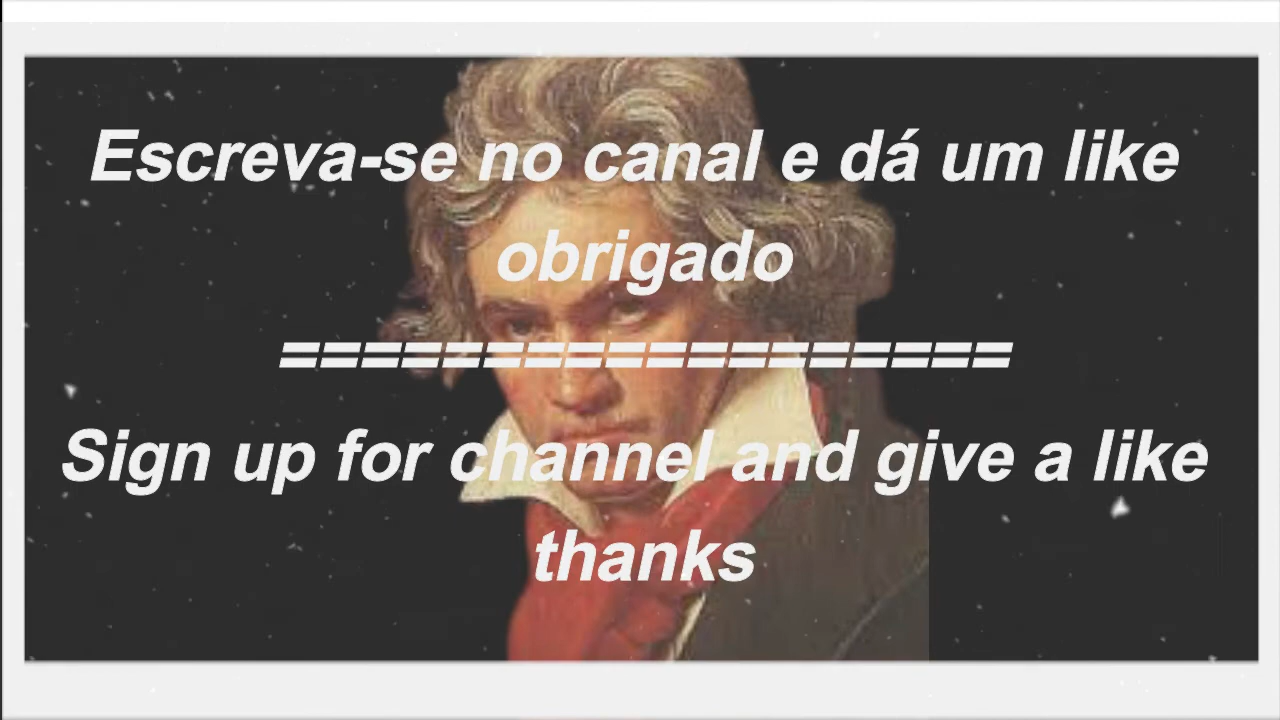 Escreva-se no canal e dá um like
obrigado
==================
Sign up for channel and give a like
thanks